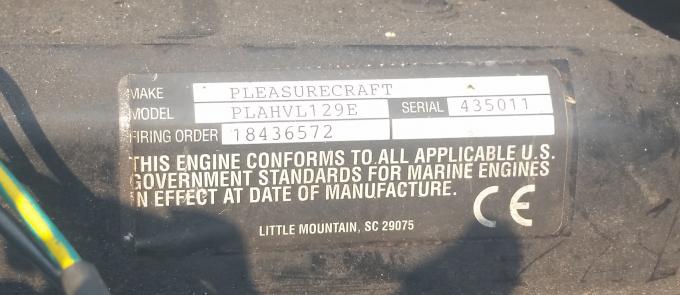 MAKE PLEASURECRAFT
MODEL PLAHVL129E SERIAL 435011
FIRING ORDER 18436572
THIS ENGINE CONFORMS TO ALL APPLICABLE U.S.
GOVERNMENT STANDARDS FOR MARINE ENGINES
IN EFFECT AT DATE OF MANUFACTURE.
CE
LITTLE MOUNTAIN, SC 29075